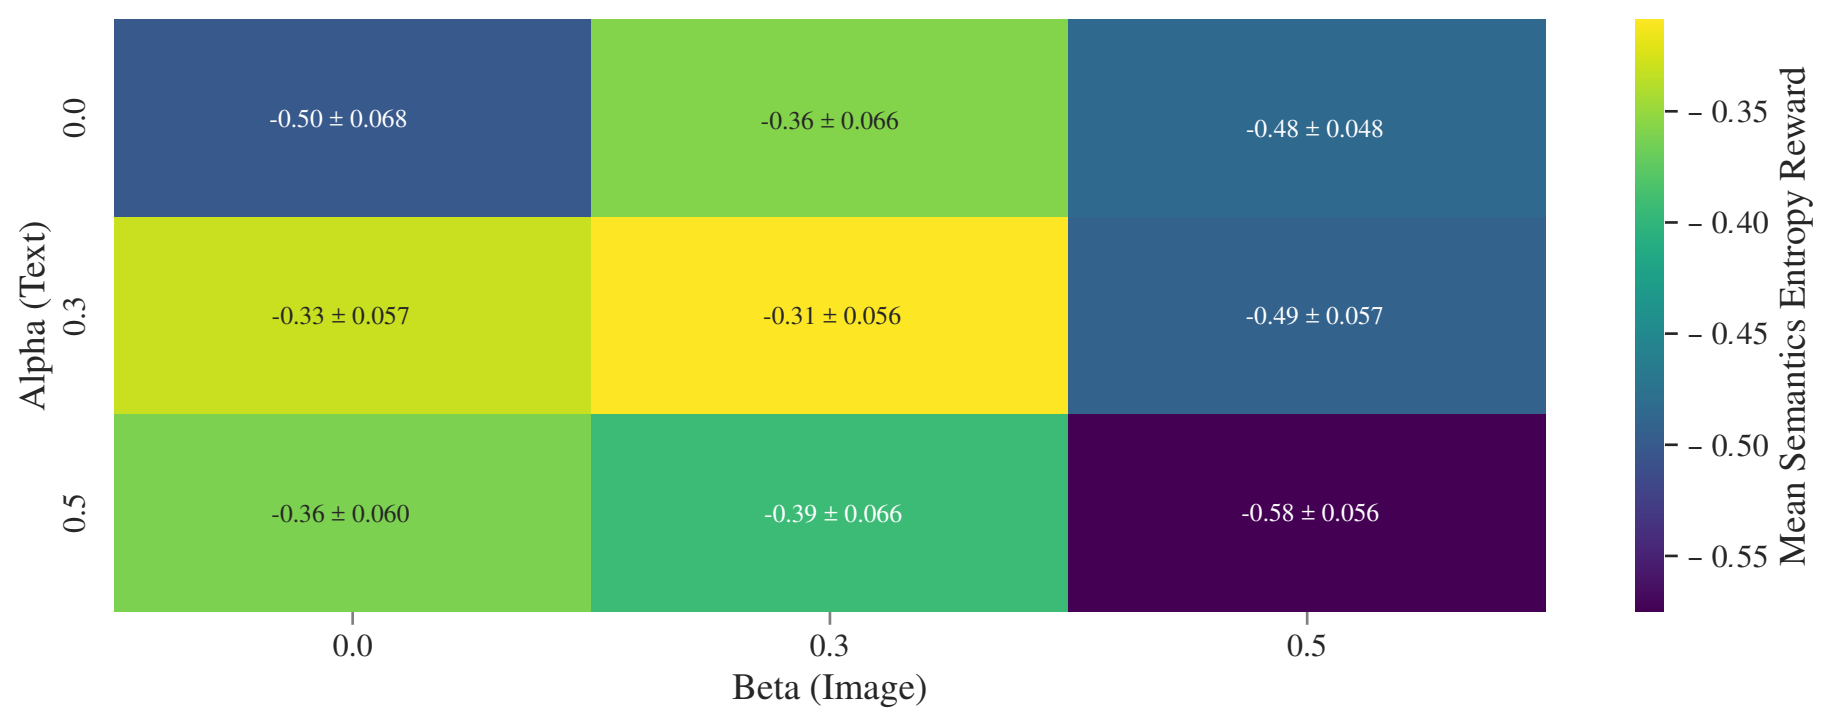 -0.50 ± 0.068
-0.36 ± 0.066
-0.48 ± 0.048
-0.33 ± 0.057
-0.31 ± 0.056
-0.49 ± 0.057
-0.36 ± 0.060
-0.39 ± 0.066
-0.58 ± 0.056
0.0
0.3
0.5
Alpha (Text)
0.0
0.3
0.5
Beta (Image)
– 0.35
– 0.40
– 0.45
– 0.50
– 0.55
Mean Semantics Entropy Reward